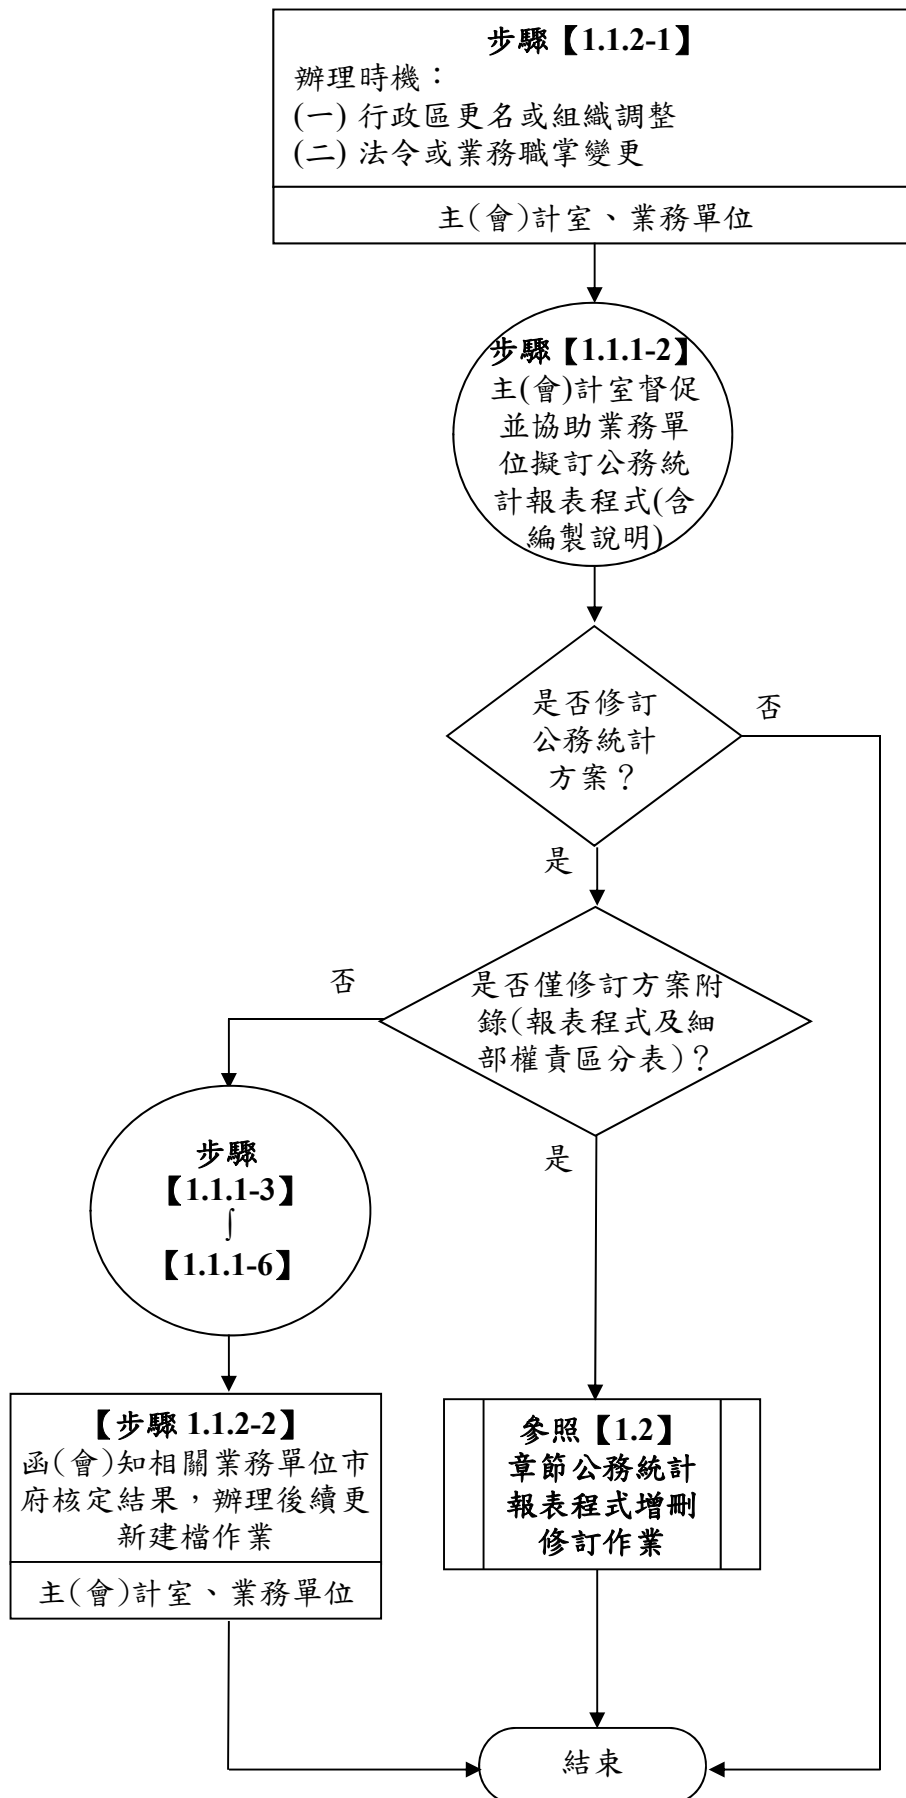 步驟【1.1.2-1】
辦理時機：
(一) 行政區更名或組織調整
(二) 法令或業務職掌變更
主(會)計室、業務單位
步驟【1.1.1-2】
主(會)計室督促
並協助業務單
位擬訂公務統
計報表程式(含
編製說明)
是否修訂
公務統計
方案？
否
是
是否僅修訂方案附
錄(報表程式及細
部權責區分表)？
否
是
步驟
【1.1.1-3】
∫
【1.1.1-6】
【步驟 1.1.2-2】
函(會)知相關業務單位市
府核定結果，辦理後續更
新建檔作業
主(會)計室、業務單位
參照【1.2】
章節公務統計
報表程式增刪
修訂作業
結束